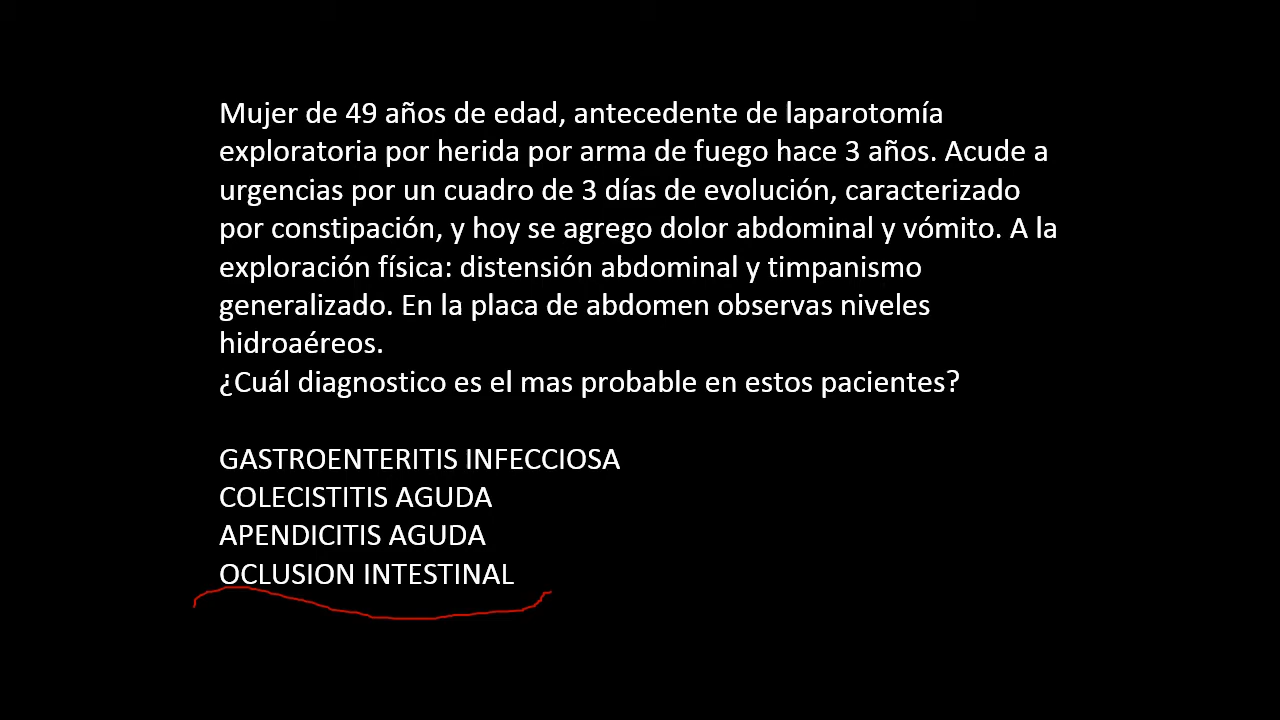 Mujer de 49 años de edad, antecedente de laparotomía
exploratoria por herida por arma de fuego hace 3 años. Acude a
urgencias por un cuadro de 3 días de evolución, caracterizado
por constipación, y hoy se agrego dolor abdominal y vómito. A la
exploración física: distensión abdominal y timpanismo
generalizado. En la placa de abdomen observas niveles
hidroaéreos.
¿Cuál diagnostico es el mas probable en estos pacientes?
GASTROENTERITIS INFECCIOSA
COLECISTITIS AGUDA
APENDICITIS AGUDA
OCLUSION INTESTINAL